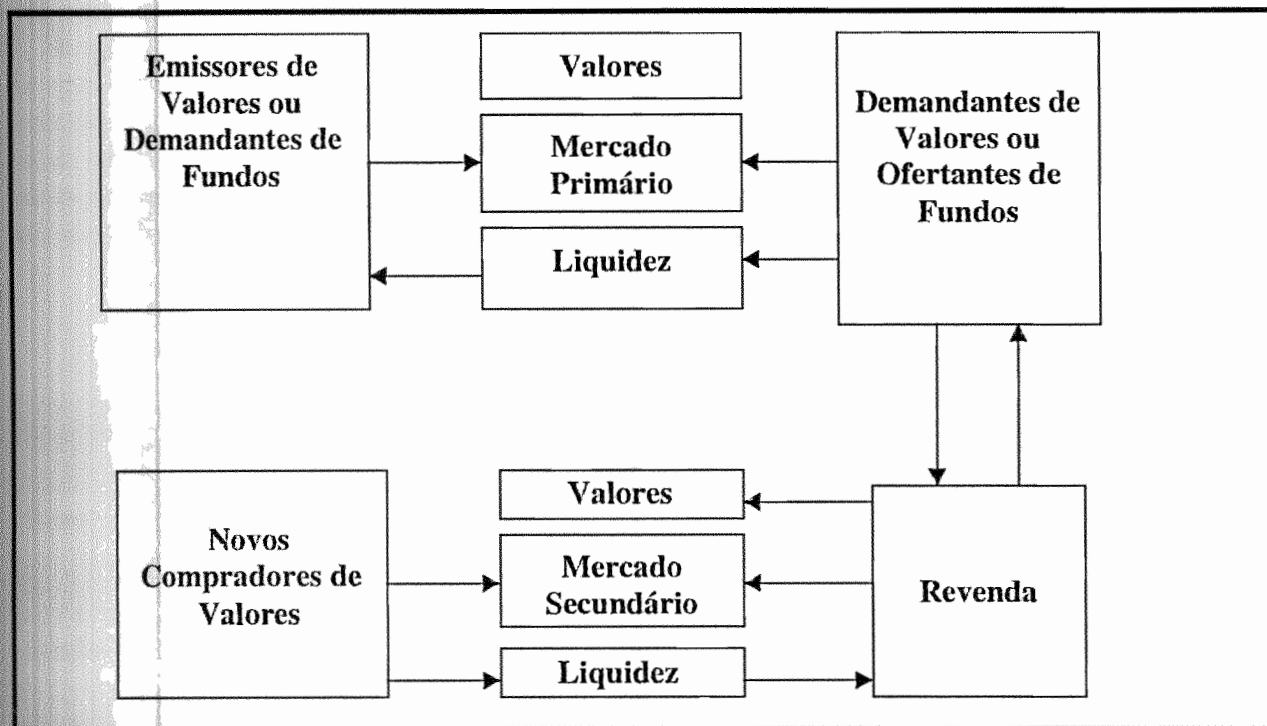 Emissores de
Valores ou
Demandantes de
Fundos
Valores
Mercado
Primário
Liquidez
Demandantes de
Valores ou
Ofertantes de
Fundos
Novos
Compradores de
Valores
Valores
Mercado
Secundário
Liquidez
Revenda